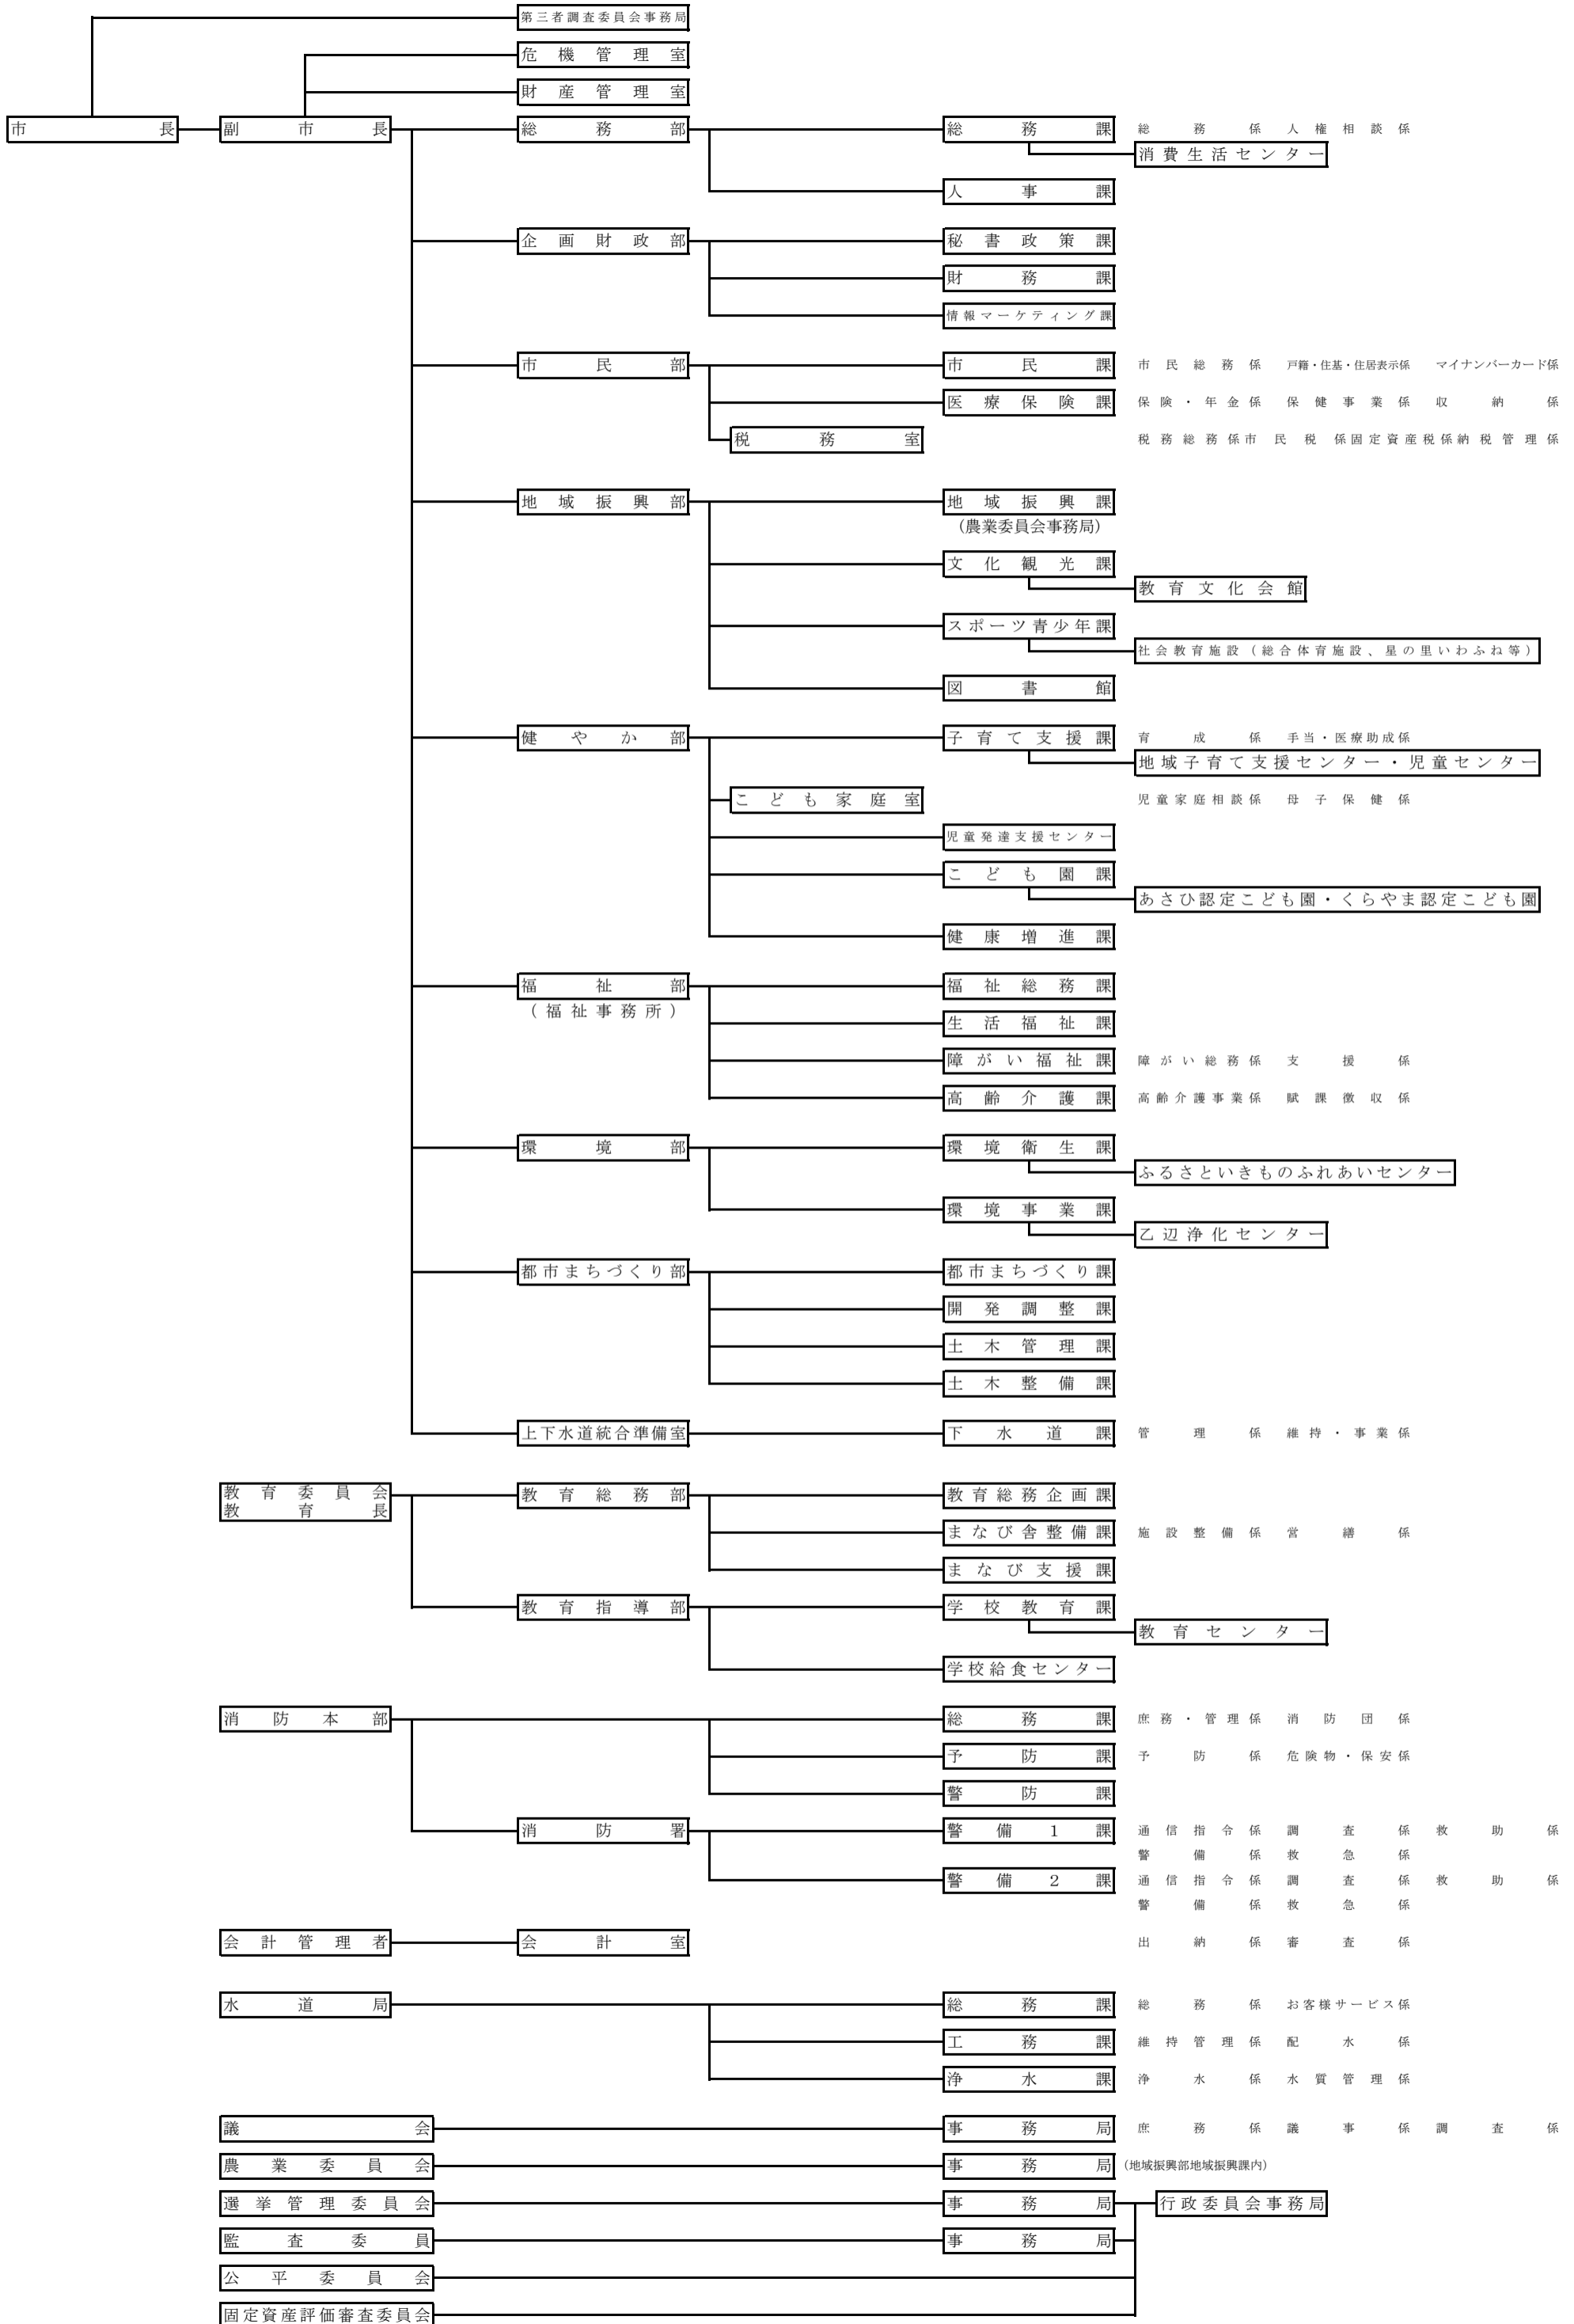 第三者調査委員会事務局
危機管理室
財産管理室
市長 副市長 総務部 総務課 総務係 人権相談係
消費生活センター
人事課
企画財政部 秘書政策課
財務課
情報マーケティング課
市民部 市民課 市民総務係 戸籍・住基・住居表示係 マイナンバーカード係
医療保険課 保険・年金係 保健事業係 収納係
税務室 税務総務係 市民税係 固定資産税係 納税管理係
地域振興部 地域振興課
（農業委員会事務局）
文化観光課
教育文化会館
スポーツ青少年課
社会教育施設（総合体育施設、星の里いわふね等）
図書館
健やか部 子育て支援課 育成係 手当・医療助成係
地域子育て支援センター・児童センター
こども家庭室 児童家庭相談係 母子保健係
児童発達支援センター
こども園課
あさひ認定こども園・くらやま認定こども園
健康増進課
福祉部 福祉総務課
（福祉事務所）
生活福祉課
障がい福祉課 障がい総務係 支援係
高齢介護課 高齢介護事業係 賦課徴収係
環境部 環境衛生課
ふるさといきものふれあいセンター
環境事業課
乙辺浄化センター
都市まちづくり部 都市まちづくり課
開発調整課
土木管理課
土木整備課
上下水道統合準備室 下水道課 管理係 維持・事業係
教育委員会
教育長
教育総務部 教育総務企画課
まなび舎整備課 施設整備係 営繕係
まなび支援課
教育指導部 学校教育課
教育センター
学校給食センター
消防本部 総務課 庶務・管理係 消防団係
予防課 予防係 危険物・保安係
警防課
消防署 警備1課 通信指令係 調査係 救助係
警備係 救急係
警備2課 通信指令係 調査係 救助係
警備係 救急係
会計管理者 会計室 出納係 審査係
水道局 総務課 総務係 お客様サービス係
工務課 維持管理係 配水係
浄水課 浄水係 水質管理係
議会 事務局 庶務係 議事係 調査係
農業委員会 事務局 （地域振興部地域振興課内）
選挙管理委員会 事務局 行政委員会事務局
監査委員 事務局
公平委員会
固定資産評価審査委員会